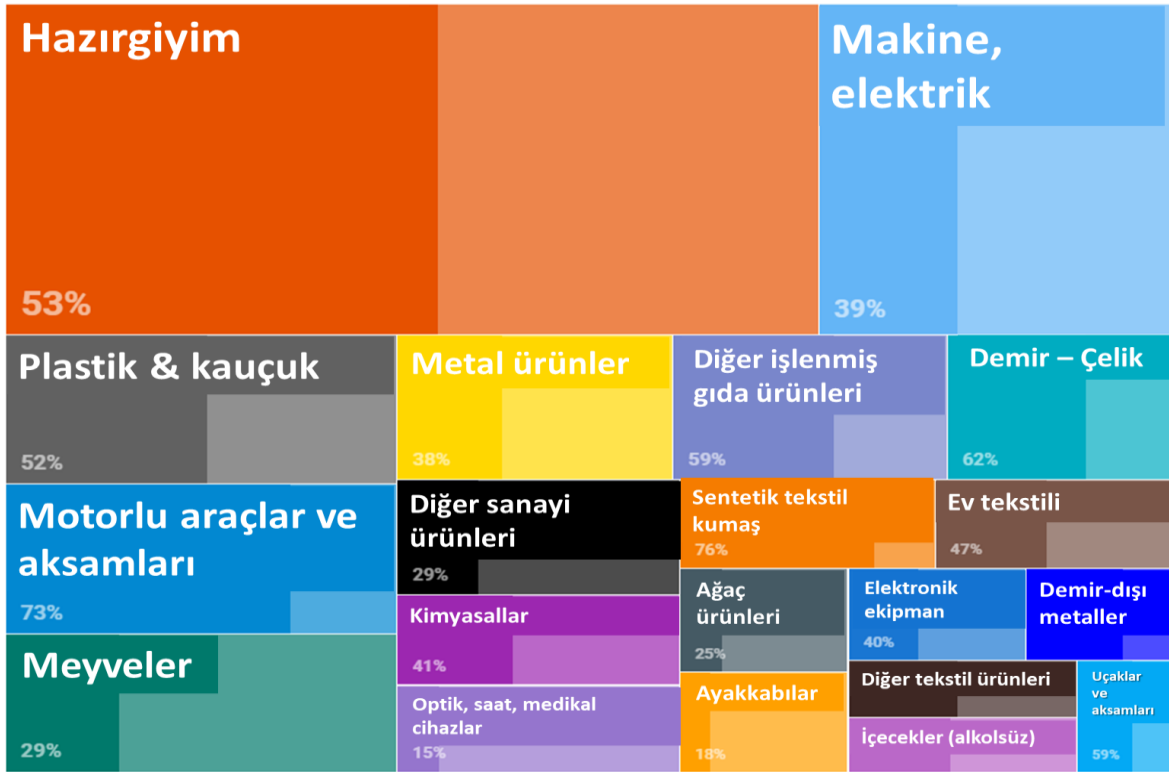 Hazırgiyim
53%
Makine,
elektrik
39%
Plastik & kauçuk
52%
Metal ürünler
38%
Diğer işlenmiş
gıda ürünleri
59%
Demir – Çelik
62%
Motorlu araçlar ve
aksamları
73%
Diğer sanayi
ürünleri
29%
Sentetik tekstil
kumaş
76%
Ev tekstili
47%
Kimyasallar
41%
Ağaç
ürünleri
25%
Elektronik
ekipman
40%
Demir-dışı
metaller
Meyveler
29%
Optik, saat, medikal
cihazlar
15%
Ayakkabılar
18%
Diğer tekstil ürünleri
İçecekler (alkolsüz)
Uçaklar
ve
aksamları
59%